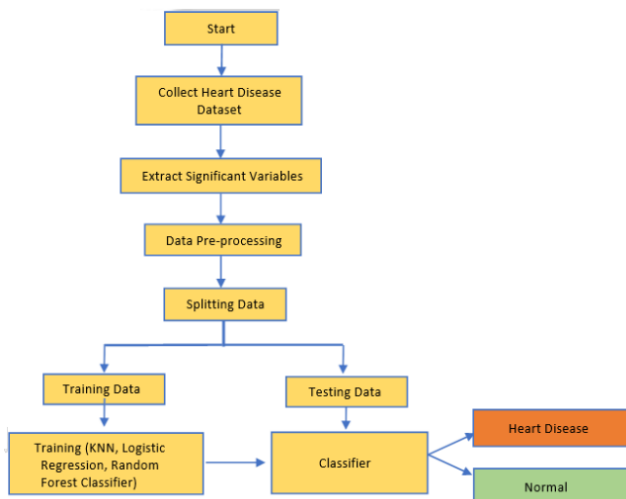 Start
Collect Heart Disease
Dataset
Extract Significant Variables
Data Pre-processing
Splitting Data
Training Data
Testing Data
Training (KNN, Logistic
Regression, Random
Forest Classifier)
Classifier
Heart Disease
Normal